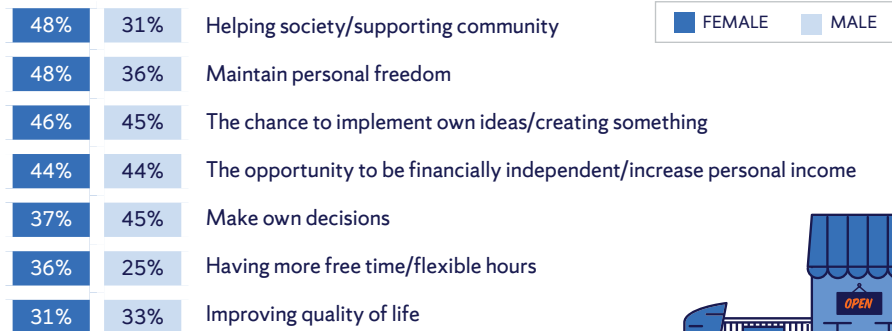 FEMALE MALE
48% 31% Helping society/supporting community
48% 36% Maintain personal freedom
46% 45% The chance to implement own ideas/creating something
44% 44% The opportunity to be financially independent/increase personal income
37% 45% Make own decisions
36% 25% Having more free time/flexible hours
31% 33% Improving quality of life
OPEN